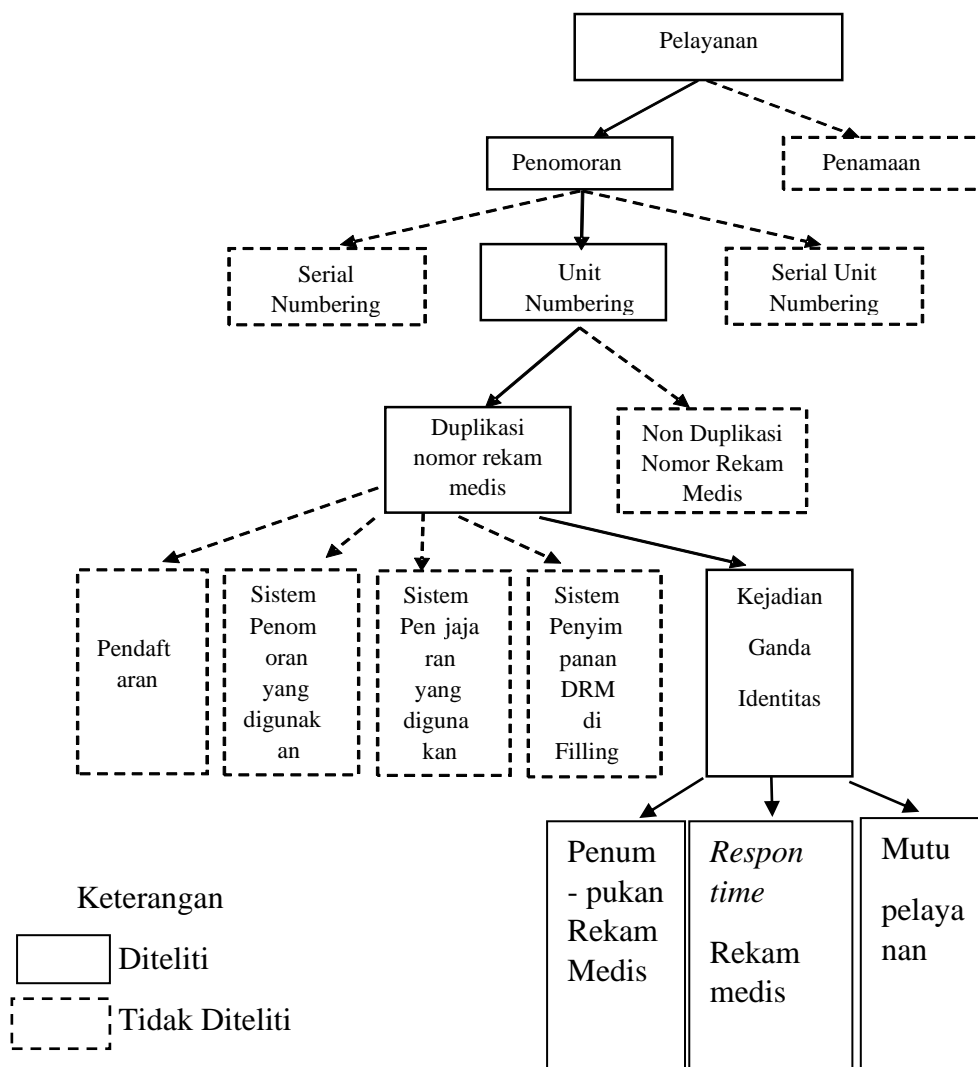 Pelayanan
Penomoran
Penamaan
Serial
Numbering
Unit
Numbering
Serial Unit
Numbering
Duplikasi
nomor rekam
medis
Non Duplikasi
Nomor Rekam
Medis
Pendaft
aran
Sistem
Penom
oran
yang
digunak
an
Sistem
Pen jaja
ran
yang
diguna
kan
Sistem
Penyim
panan
DRM
di
Filling
Kejadian
Ganda
Identitas
Penum
- pukan
Rekam
Medis
Respon
time
Rekam
medis
Mutu
pelaya
nan
Keterangan
Diteliti
Tidak Diteliti